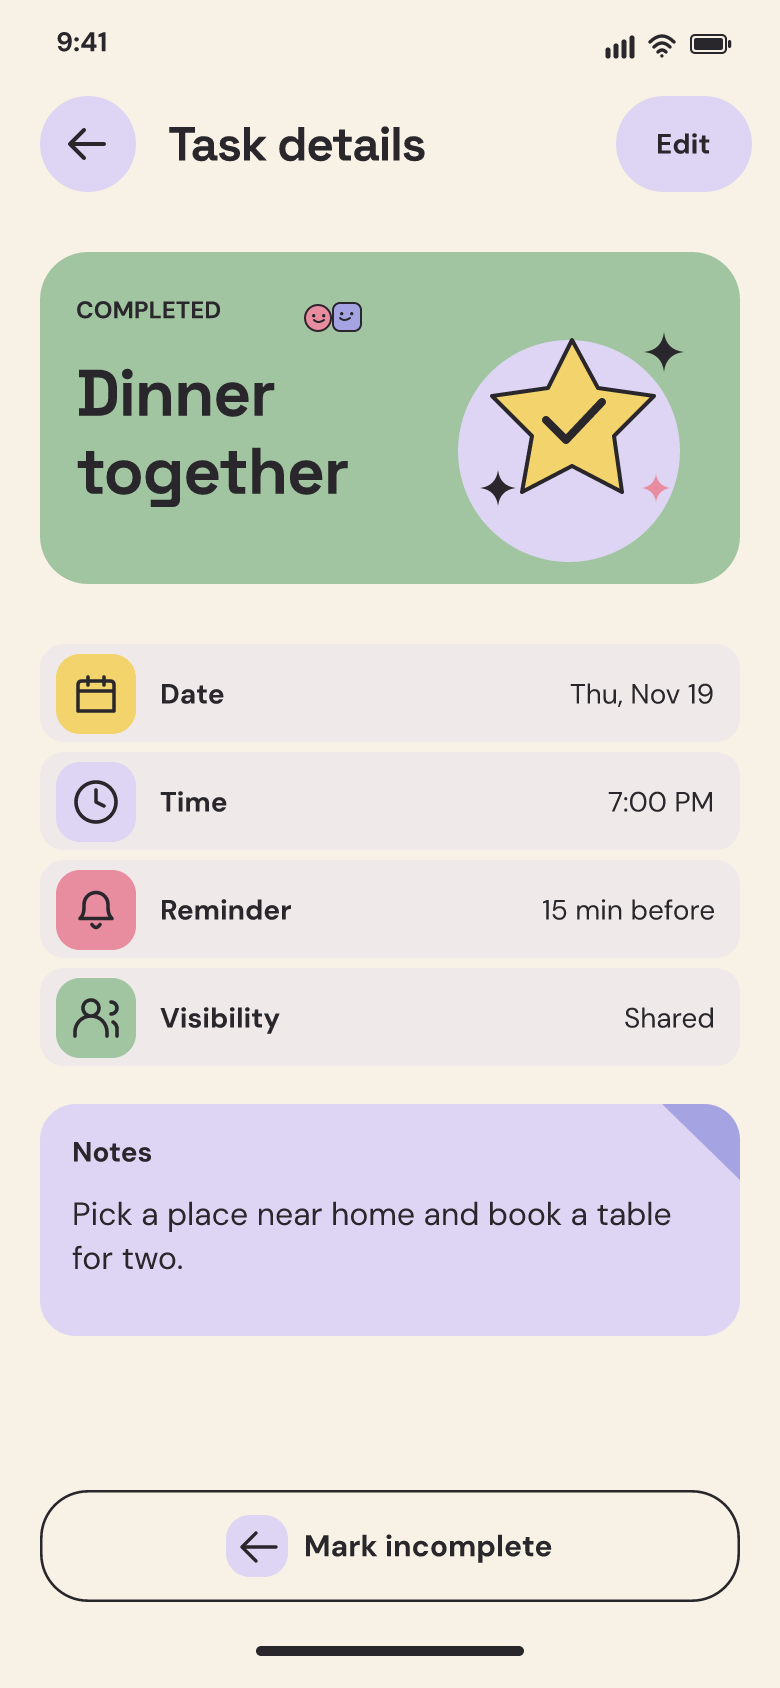 9:41
Task details
Edit
COMPLETED
Dinner
together
Date
Thu, Nov 19
Time
7:00 PM
Reminder
15 min before
Visibility
Shared
Notes
Pick a place near home and book a table
for two.
Mark incomplete